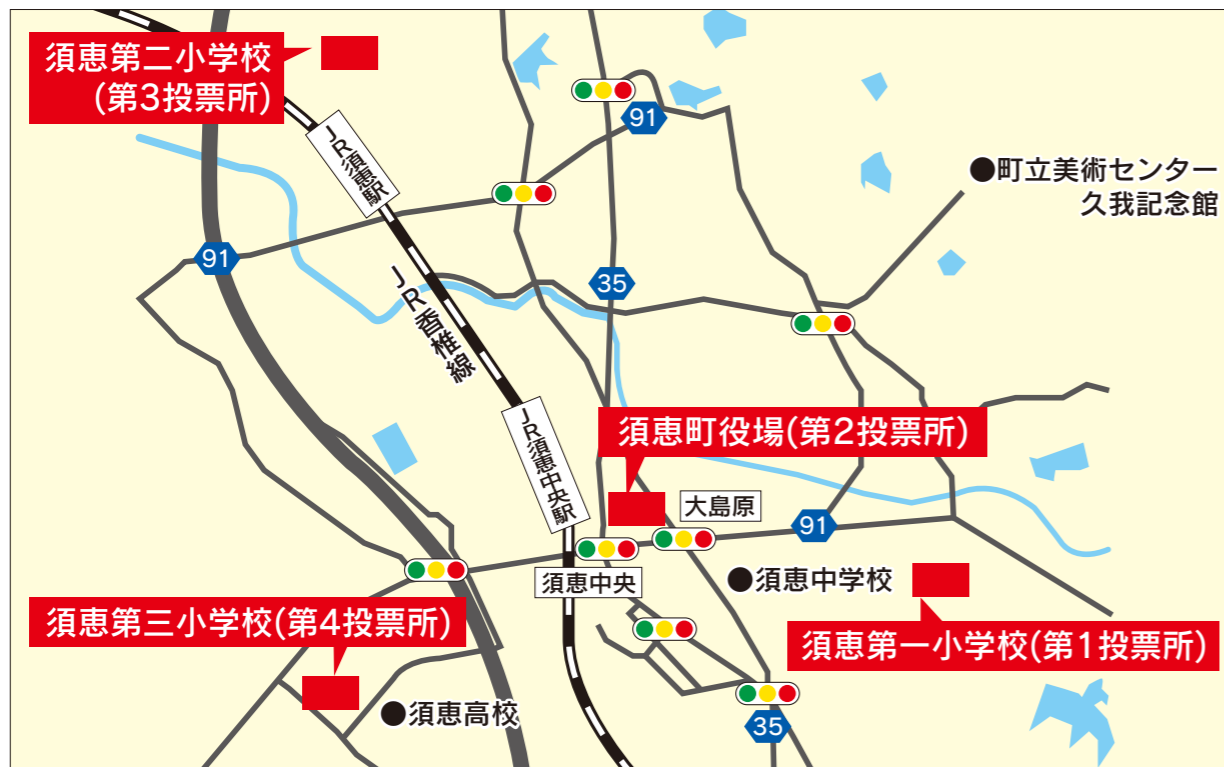 須恵第二小学校
(第3投票所)
91
●町立美術センター
久我記念館
JR須恵駅
91
35
JR香椎線
JR須恵中央駅
須恵町役場(第2投票所)
大島原
91
須恵中央
●須恵中学校
須恵第三小学校(第4投票所)
須恵第一小学校(第1投票所)
●須恵高校
35